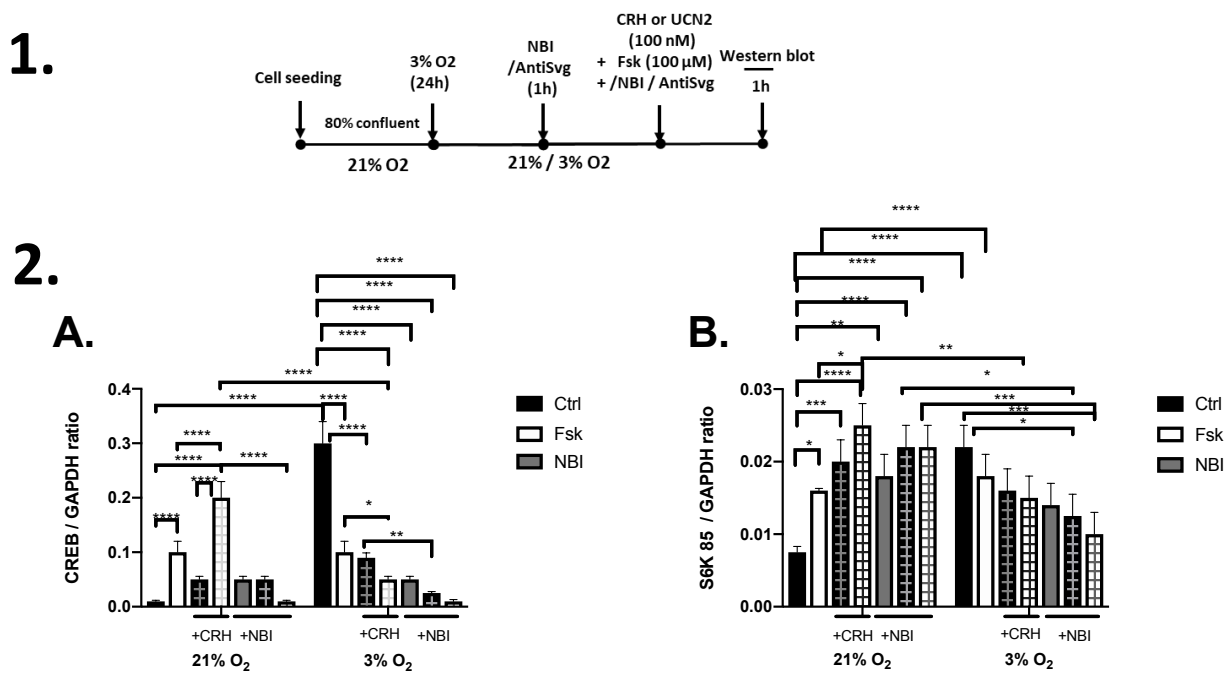 1.
Cell seeding
3% O2
(24h)
NBI
/AntiSvg
(1h)
CRH or UCN2
(100 nM)
+ Fsk (100 µM)
+ /NBI / AntiSvg
Western blot
1h
80% confluent
21% O2
21% / 3% O2
2.
A.
****
****
****
****
****
****
****
****
****
****
****
****
****
*
**
CREB / GAPDH ratio
0.4
0.3
0.2
0.1
0.0
+CRH
+NBI
+CRH
+NBI
21% O2
3% O2
Ctrl
Fsk
NBI
B.
****
****
****
****
**
**
*
****
*
***
***
***
*
*
S6K 85 / GAPDH ratio
0.03
0.02
0.01
0.00
+CRH
+NBI
+CRH
+NBI
21% O2
3% O2
Ctrl
Fsk
NBI